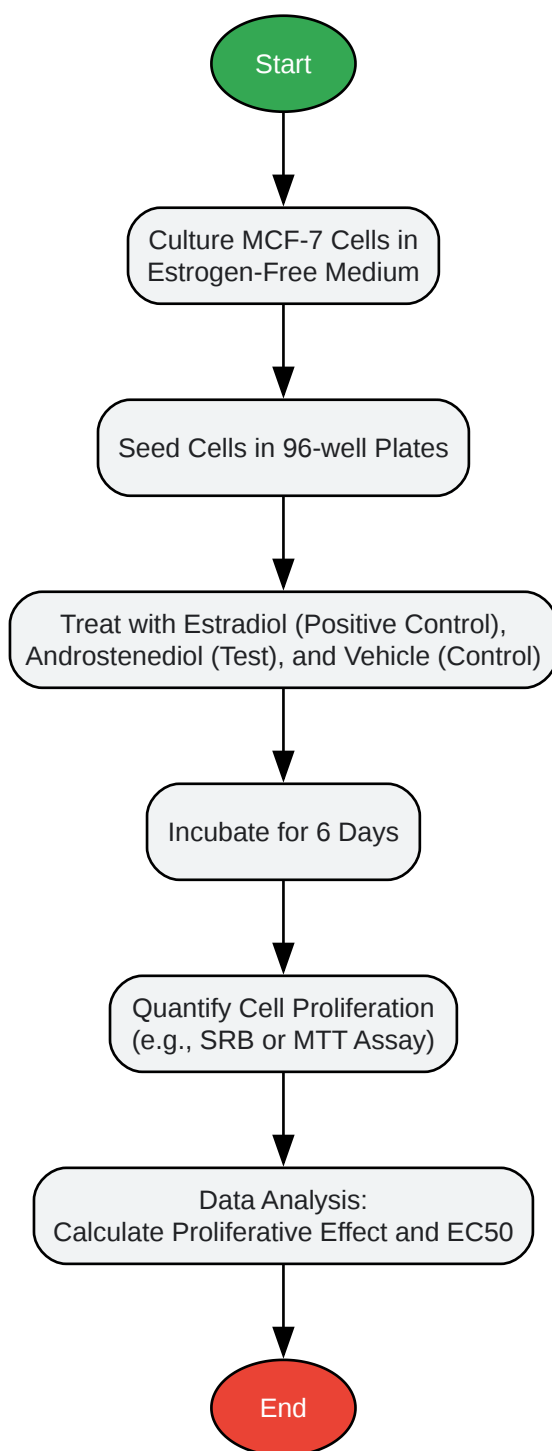 Start
Culture MCF-7 Cells in
Estrogen-Free Medium
Seed Cells in 96-well Plates
Treat with Estradiol (Positive Control),
Androstenediol (Test), and Vehicle (Control)
Incubate for 6 Days
Quantify Cell Proliferation
(e.g., SRB or MTT Assay)
Data Analysis:
Calculate Proliferative Effect and EC50
End